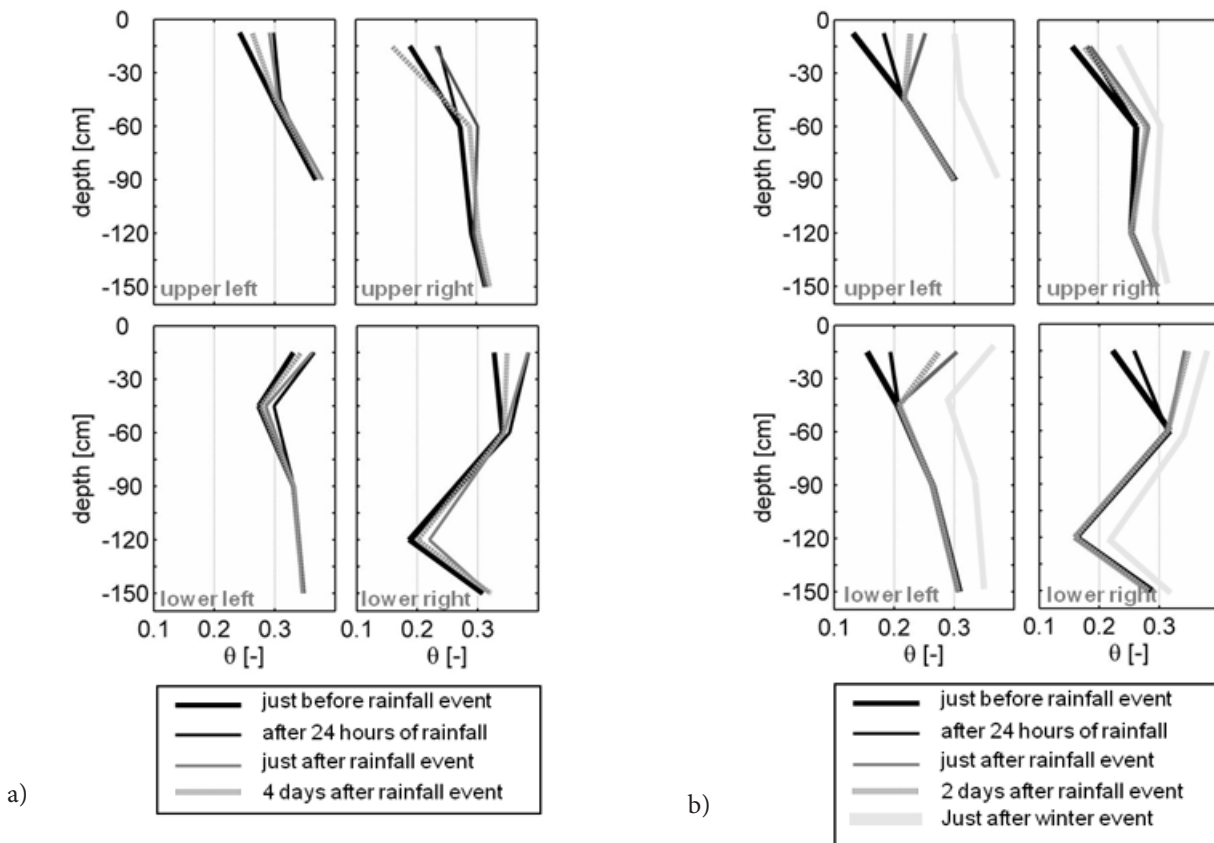 0
-30
-60
-90
-120
-150
depth [cm]
upper left
upper right
0
-30
-60
-90
-120
-150
depth [cm]
lower left
lower right
0.1 0.2 0.3 0.1 0.2 0.3
θ [-] θ [-]
just before rainfall event
after 24 hours of rainfall
just after rainfall event
4 days after rainfall event
a)
0
-30
-60
-90
-120
-150
depth [cm]
upper left
upper right
0
-30
-60
-90
-120
-150
depth [cm]
lower left
lower right
0.1 0.2 0.3 0.1 0.2 0.3
θ [-] θ [-]
just before rainfall event
after 24 hours of rainfall
just after rainfall event
2 days after rainfall event
Just after winter event
b)